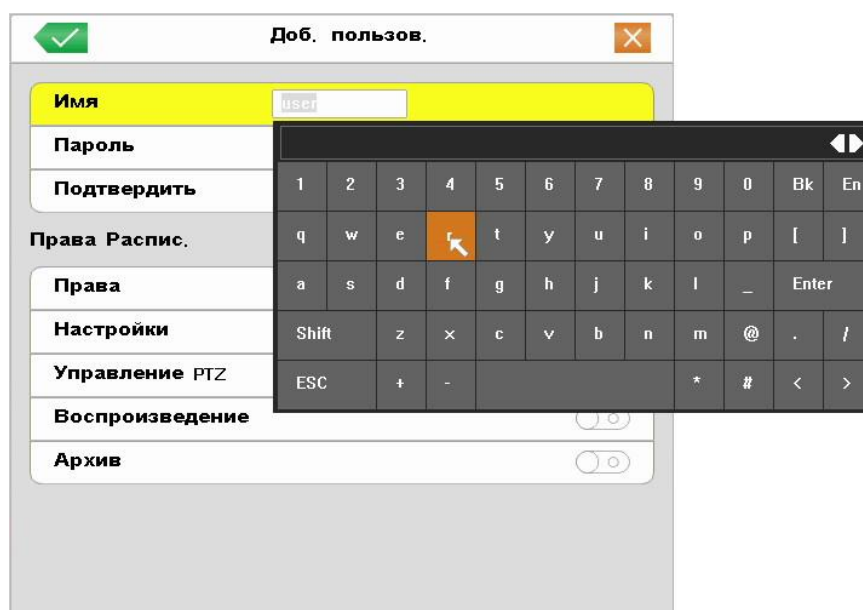 Доб. пользов.
Имя
user
Пароль
Подтвердить
1 2 3 4 5 6 7 8 9 0 Bk En
Права Распис.
q w e r t y u i o p [ ]
Права
a s d f g h j k l _ Enter
Настройки
Shift z x c v b n m @ . /
Управление PTZ
ESC + - * # < >
Воспроизведение
Архив